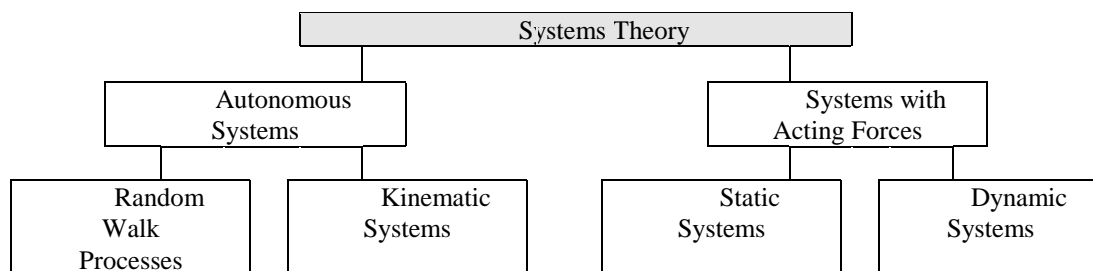 Systems Theory
Autonomous
Systems
Systems with
Acting Forces
Random
Walk
Processes
Kinematic
Systems
Static
Systems
Dynamic
Systems